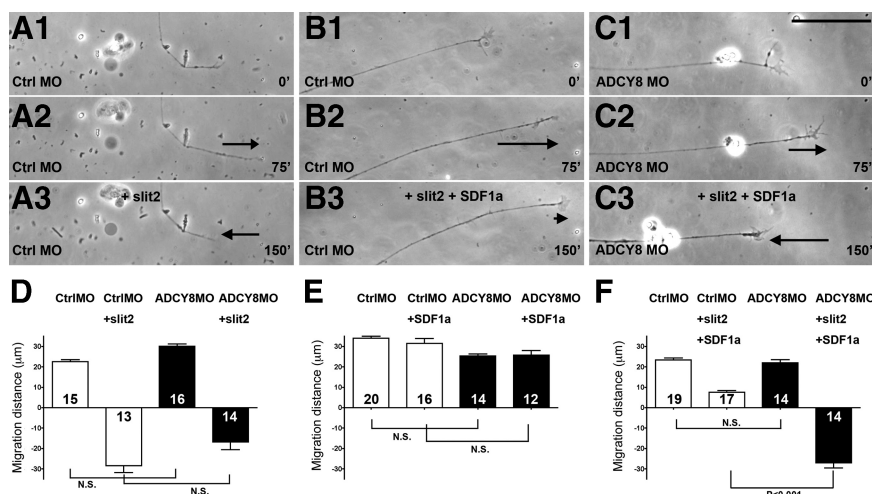 A1
Ctrl MO
0’
B1
Ctrl MO
0’
C1
ADCY8 MO
0’
A2
Ctrl MO
75’
B2
Ctrl MO
75’
C2
ADCY8 MO
75’
A3
+ slit2
Ctrl MO
150’
B3
+ slit2 + SDF1a
Ctrl MO
150’
C3
+ slit2 + SDF1a
ADCY8 MO
150’
D
CtrlMO CtrlMO ADCY8MO ADCY8MO
+slit2 +slit2
Migration distance (µm)
30
20
10
0
-10
-20
-30
15 13 16 14
N.S. N.S.
E
CtrlMO CtrlMO ADCY8MO ADCY8MO
+SDF1a +SDF1a
Migration distance (µm)
30
20
10
0
-10
-20
-30
20 16 14 12
N.S.
N.S.
F
CtrlMO CtrlMO ADCY8MO ADCY8MO
+slit2 +slit2
+SDF1a +SDF1a
Migration distance (µm)
30
20
10
0
-10
-20
-30
19 17 14 14
N.S.
P<0.001